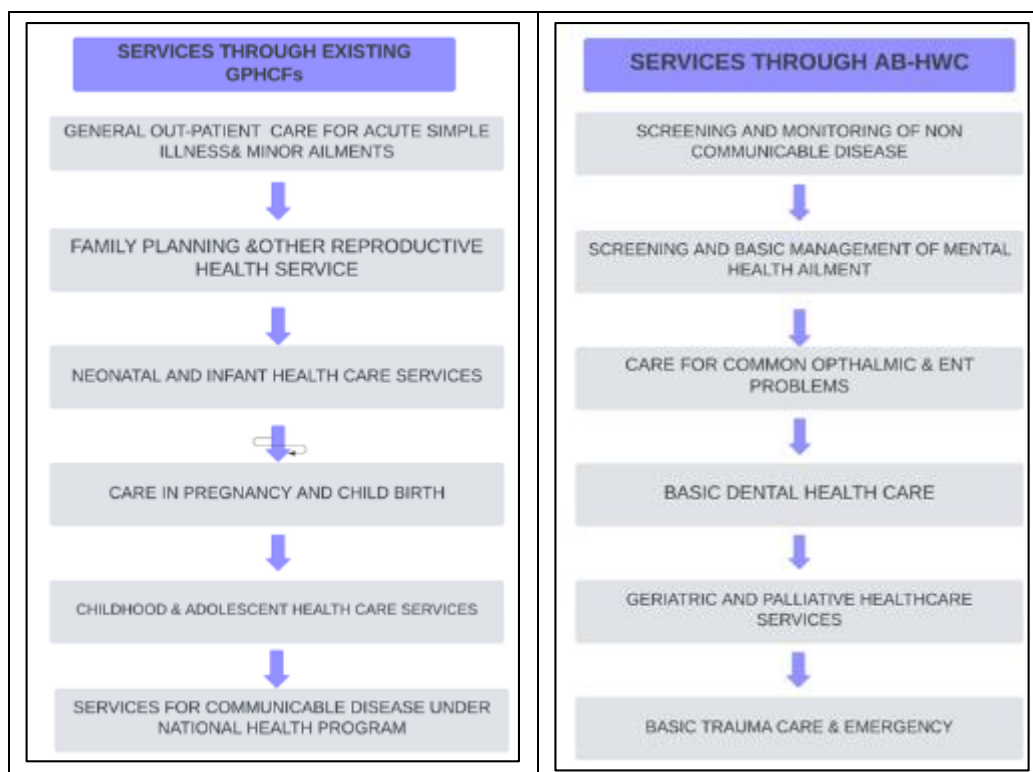 SERVICES THROUGH EXISTING
GPHCFs
GENERAL OUT-PATIENT CARE FOR ACUTE SIMPLE
ILLNESS& MINOR AILMENTS
FAMILY PLANNING &OTHER REPRODUCTIVE
HEALTH SERVICE
NEONATAL AND INFANT HEALTH CARE SERVICES
CARE IN PREGNANCY AND CHILD BIRTH
CHILDHOOD & ADOLESCENT HEALTH CARE SERVICES
SERVICES FOR COMMUNICABLE DISEASE UNDER
NATIONAL HEALTH PROGRAM
SERVICES THROUGH AB-HWC
SCREENING AND MONITORING OF NON
COMMUNICABLE DISEASE
SCREENING AND BASIC MANAGEMENT OF MENTAL
HEALTH AILMENT
CARE FOR COMMON OPTHALMIC & ENT
PROBLEMS
BASIC DENTAL HEALTH CARE
GERIATRIC AND PALLIATIVE HEALTHCARE
SERVICES
BASIC TRAUMA CARE & EMERGENCY